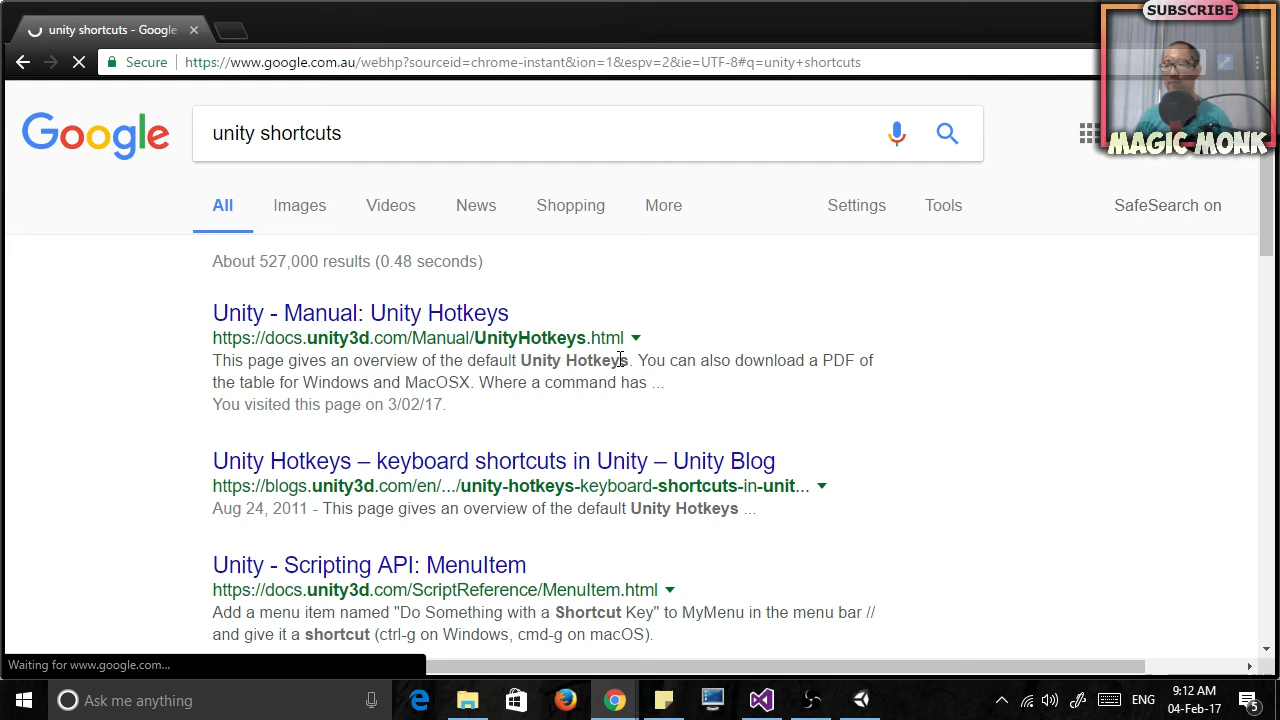 SUBSCRIBE
unity shortcuts - Google
Secure
https://www.google.com.au/webhp?sourceid=chrome-instant&ion=1&espv=2&ie=UTF-8#q=unity+shortcuts
MAGIC MONK
Google
unity shortcuts
All Images Videos News Shopping More Settings Tools SafeSearch on
About 527,000 results (0.48 seconds)
Unity - Manual: Unity Hotkeys
https://docs.unity3d.com/Manual/UnityHotkeys.html
This page gives an overview of the default Unity Hotkeys. You can also download a PDF of
the table for Windows and MacOSX. Where a command has ...
You visited this page on 3/02/17.
Unity Hotkeys – keyboard shortcuts in Unity – Unity Blog
https://blogs.unity3d.com/en/.../unity-hotkeys-keyboard-shortcuts-in-unit...
Aug 24, 2011 - This page gives an overview of the default Unity Hotkeys ...
Unity - Scripting API: MenuItem
https://docs.unity3d.com/ScriptReference/MenuItem.html
Add a menu item named "Do Something with a Shortcut Key" to MyMenu in the menu bar //
and give it a shortcut (ctrl-g on Windows, cmd-g on macOS).
Waiting for www.google.com...
Ask me anything
ENG
9:12 AM
04-Feb-17
5